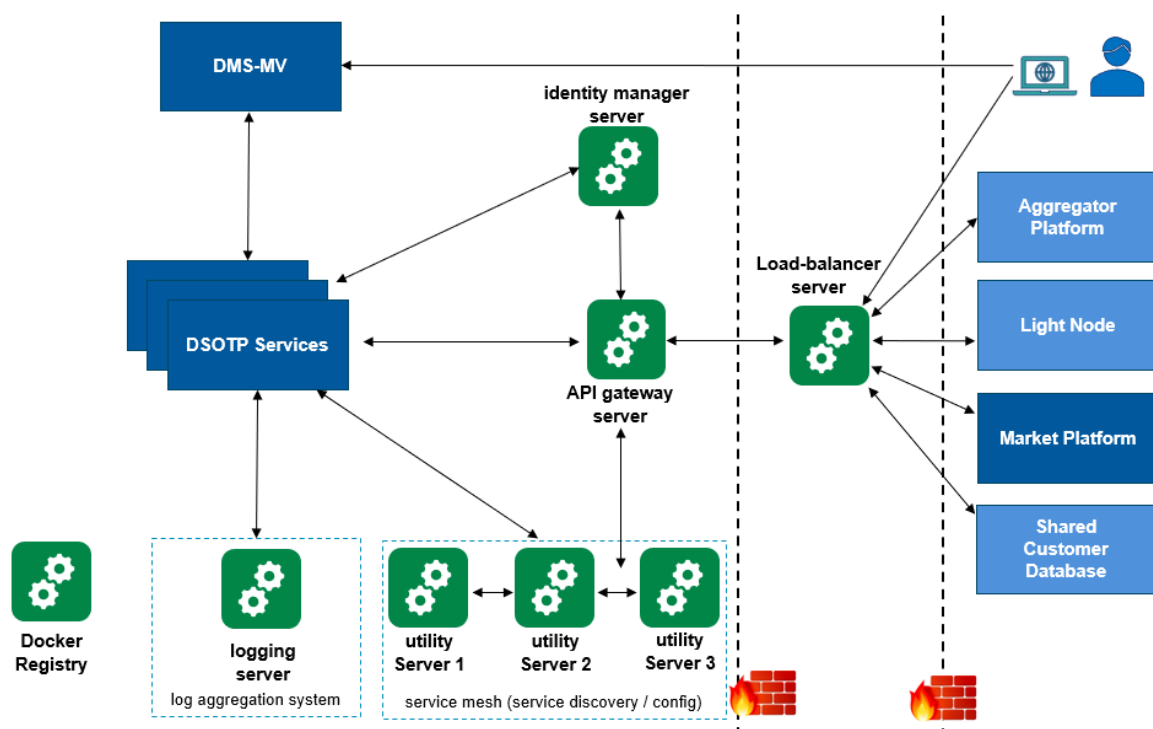 DMS-MV
identity manager
server
Aggregator
Platform
Load-balancer
server
Light Node
DSOTP Services
API gateway
server
Market Platform
Shared
Customer
Database
Docker
Registry
logging
server
log aggregation system
utility
Server 1
utility
Server 2
utility
Server 3
service mesh (service discovery / config)